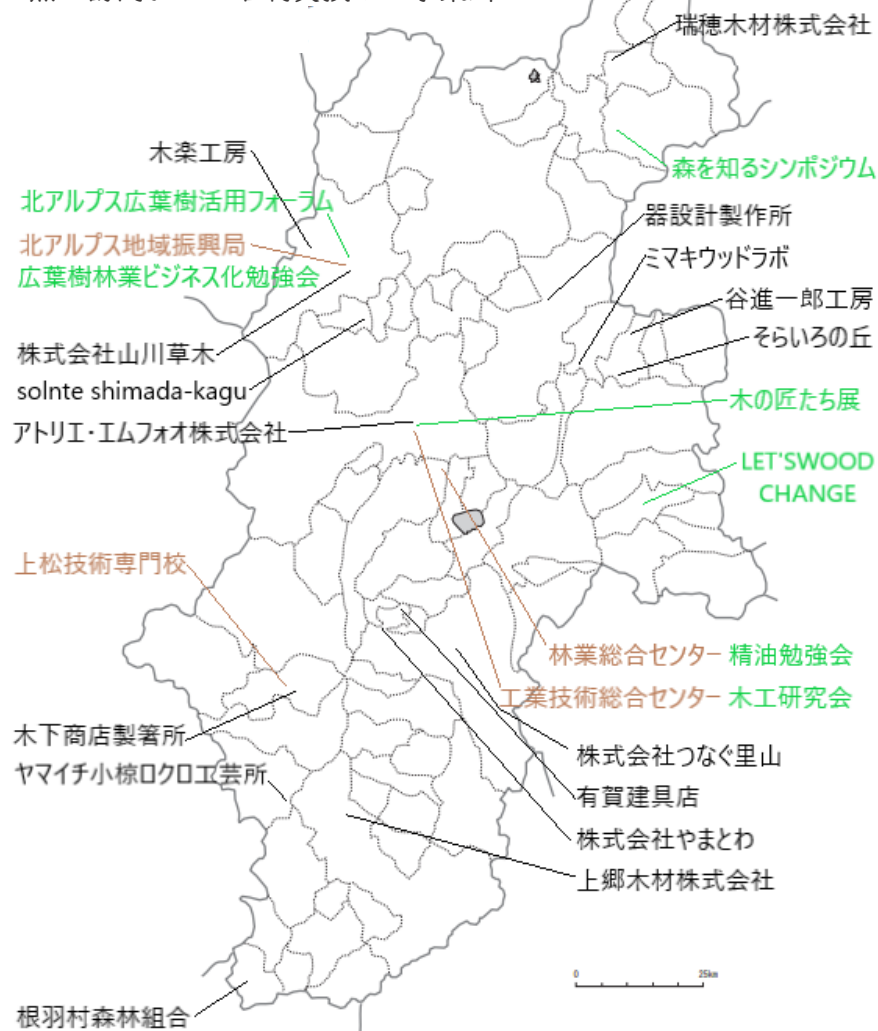 瑞穂木材株式会社
木楽工房
森を知るシンポジウム
北アルプス広葉樹活用フォーラム
器設計製作所
北アルプス地域振興局
ミマキウッドラボ
広葉樹林業ビジネス化勉強会
谷進一郎工房
そらいろの丘
株式会社山川草木
solnte shimada-kagu
木の匠たち展
アトリエ・エムフォオ株式会社
LET'SWOOD
CHANGE
上松技術専門校
林業総合センター 精油勉強会
工業技術総合センター 木工研究会
木下商店製箸所
株式会社つなぐ里山
ヤマイチ小椋ロクロ工芸所
有賀建具店
株式会社やまとわ
上郷木材株式会社
0 25km
根羽村森林組合